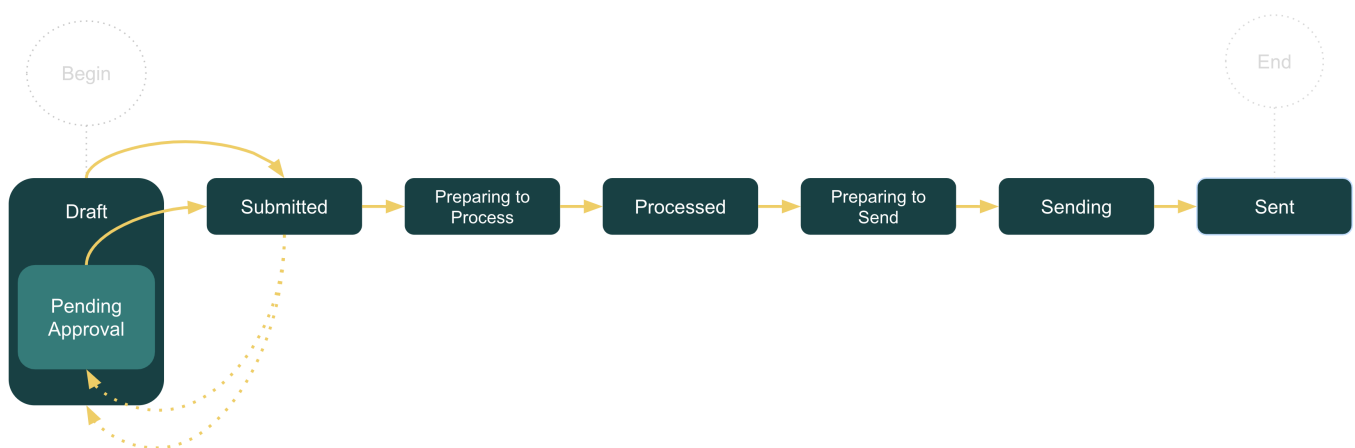 Begin
End
Draft
Submitted
Preparing to
Process
Processed
Preparing to
Send
Sending
Sent
Pending
Approval